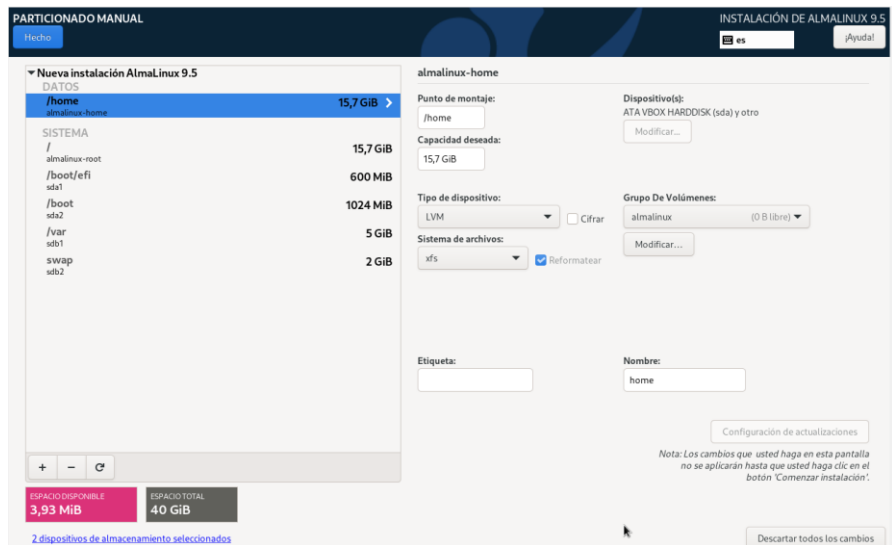 PARTICIONADO MANUAL
Hecho
INSTALACIÓN DE ALMALINUX 9.5
es
¡Ayuda!
Nueva instalación AlmaLinux 9.5
DATOS
/home 15,7 GiB
almalinux-home
SISTEMA
/ 15,7 GiB
almalinux-root
/boot/efi 600 MiB
sda1
/boot 1024 MiB
sda2
/var 5 GiB
sdb1
swap 2 GiB
sdb2
+ −
ESPACIO DISPONIBLE
3,93 MiB
ESPACIO TOTAL
40 GiB
2 dispositivos de almacenamiento seleccionados
almalinux-home
Punto de montaje:
/home
Capacidad deseada:
15,7 GiB
Dispositivo(s):
ATA VBOX HARDDISK (sda) y otro
Modificar...
Tipo de dispositivo:
LVM
Cifrar
Sistema de archivos:
xfs
Reformatear
Grupo De Volúmenes:
almalinux (0 B libre)
Modificar...
Etiqueta:
Nombre:
home
Configuración de actualizaciones
Nota: Los cambios que usted haga en esta pantalla
no se aplicarán hasta que usted haga clic en el
botón 'Comenzar instalación'.
Descartar todos los cambios